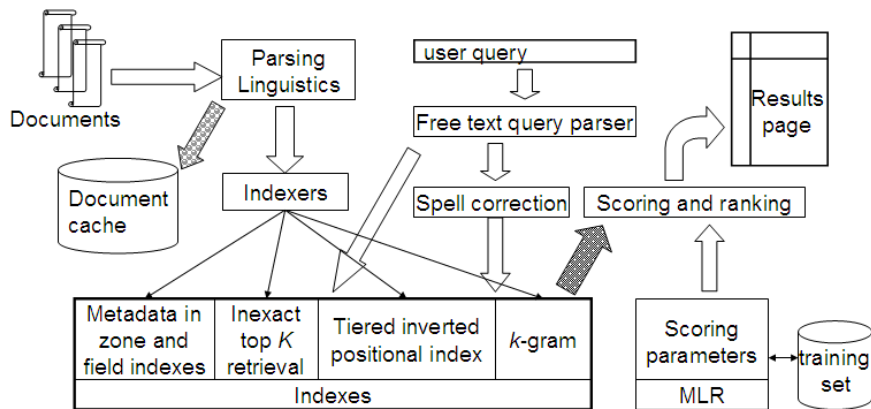 Documents
Parsing
Linguistics
user query
Free text query parser
Results
page
Document
cache
Indexers
Spell correction
Scoring and ranking
Metadata in
zone and
field indexes
Inexact
top K
retrieval
Tiered inverted
positional index
k-gram
Indexes
Scoring
parameters
MLR
training
set